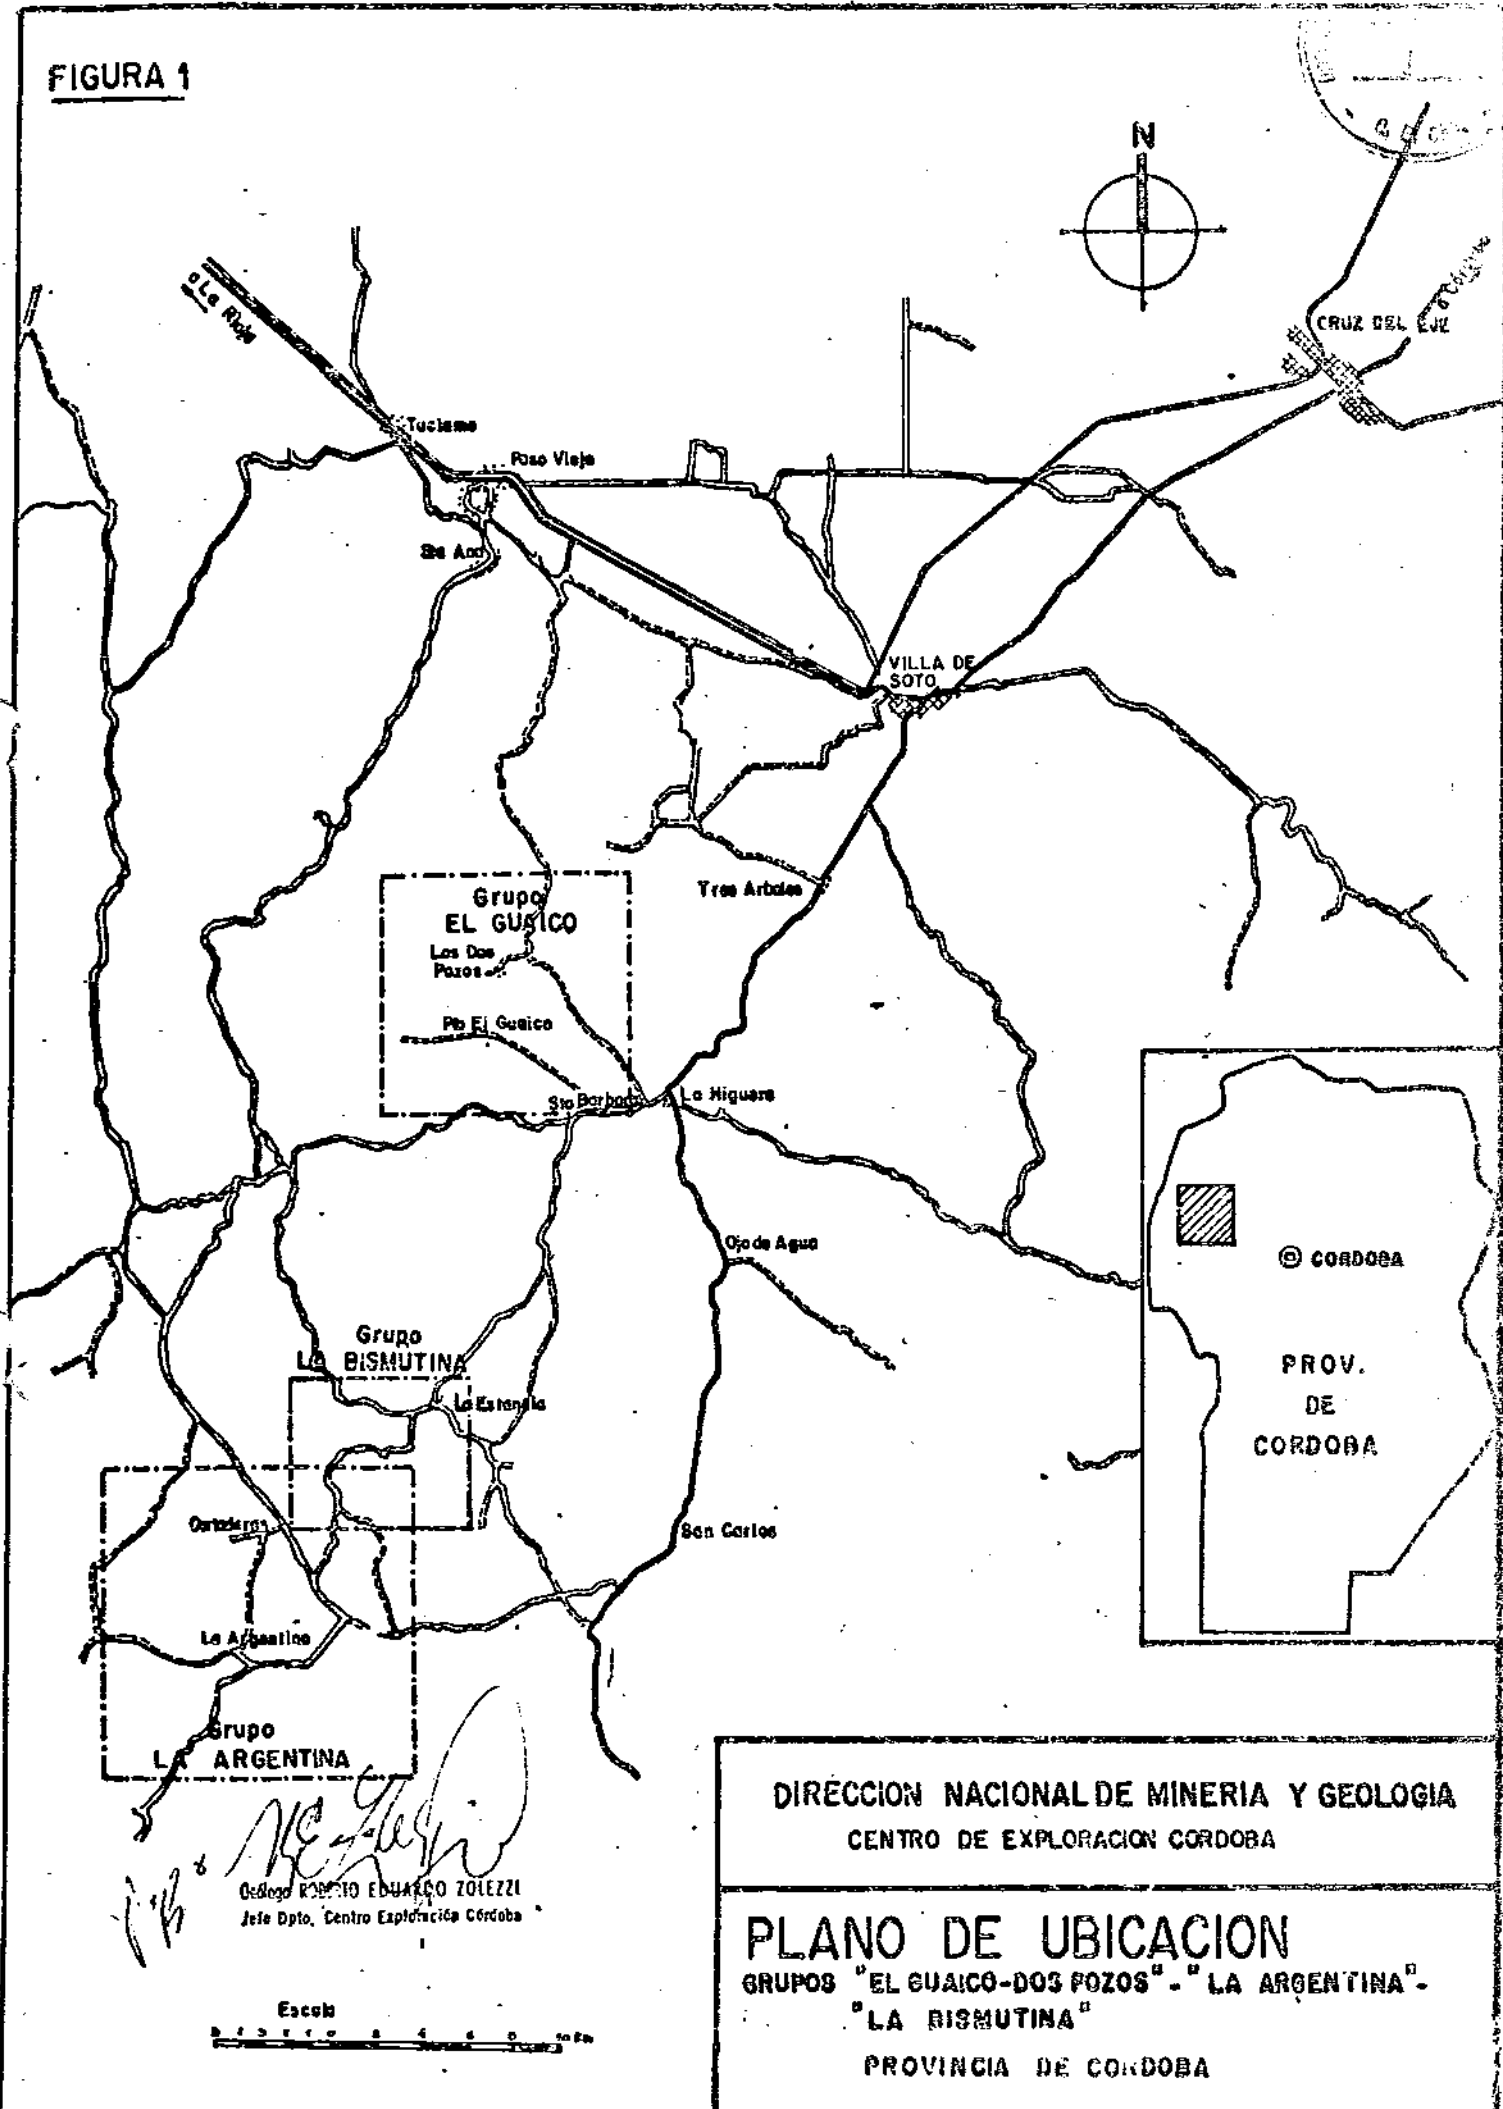 FIGURA 1
N
a La Rioja
CRUZ DEL EJE
Tuclame
Paso Viejo
Sta Ana
VILLA DE
SOTO
Tres Arboles
Grupo
EL GUAICO
Los Dos
Pozos
Pto El Guaico
Sta Barbara
La Higuera
Ojo de Agua
CORDOBA
PROV.
DE
CORDOBA
Grupo
LA BISMUTINA
La Estancia
San Carlos
La Argentina
Grupo
LA ARGENTINA
Geólogo ROBERTO EDUARDO ZOLEZZI
Jefe Dpto. Centro Exploración Córdoba
Escala
DIRECCION NACIONAL DE MINERIA Y GEOLOGIA
CENTRO DE EXPLORACION CORDOBA
PLANO DE UBICACION
GRUPOS "EL GUAICO-DOS POZOS"-"LA ARGENTINA"-
"LA BISMUTINA"
PROVINCIA DE CORDOBA